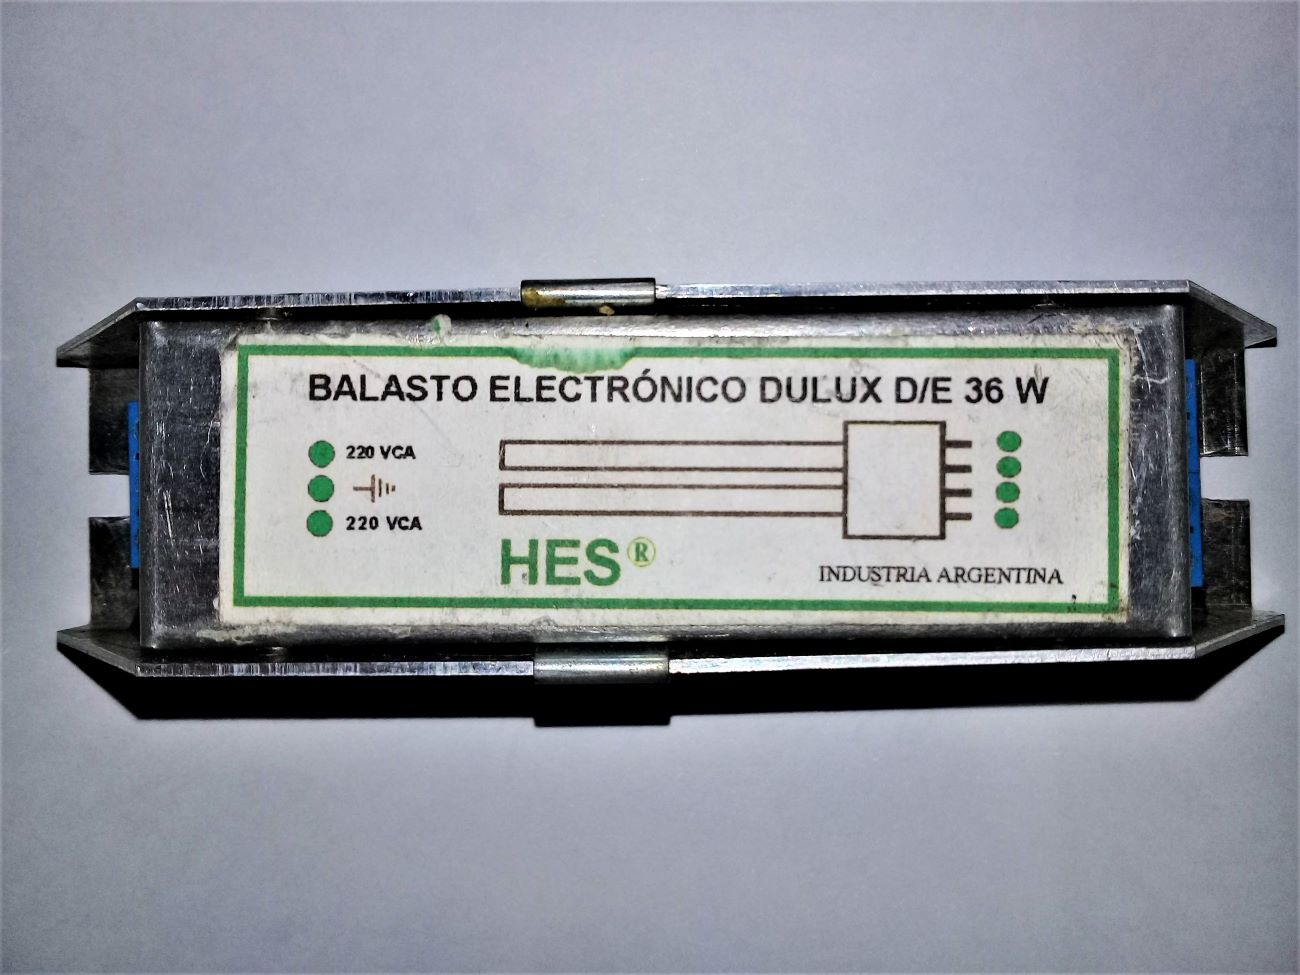 BALASTO ELECTRÓNICO DULUX D/E 36 W
220 VCA
220 VCA
HES®
INDUSTRIA ARGENTINA